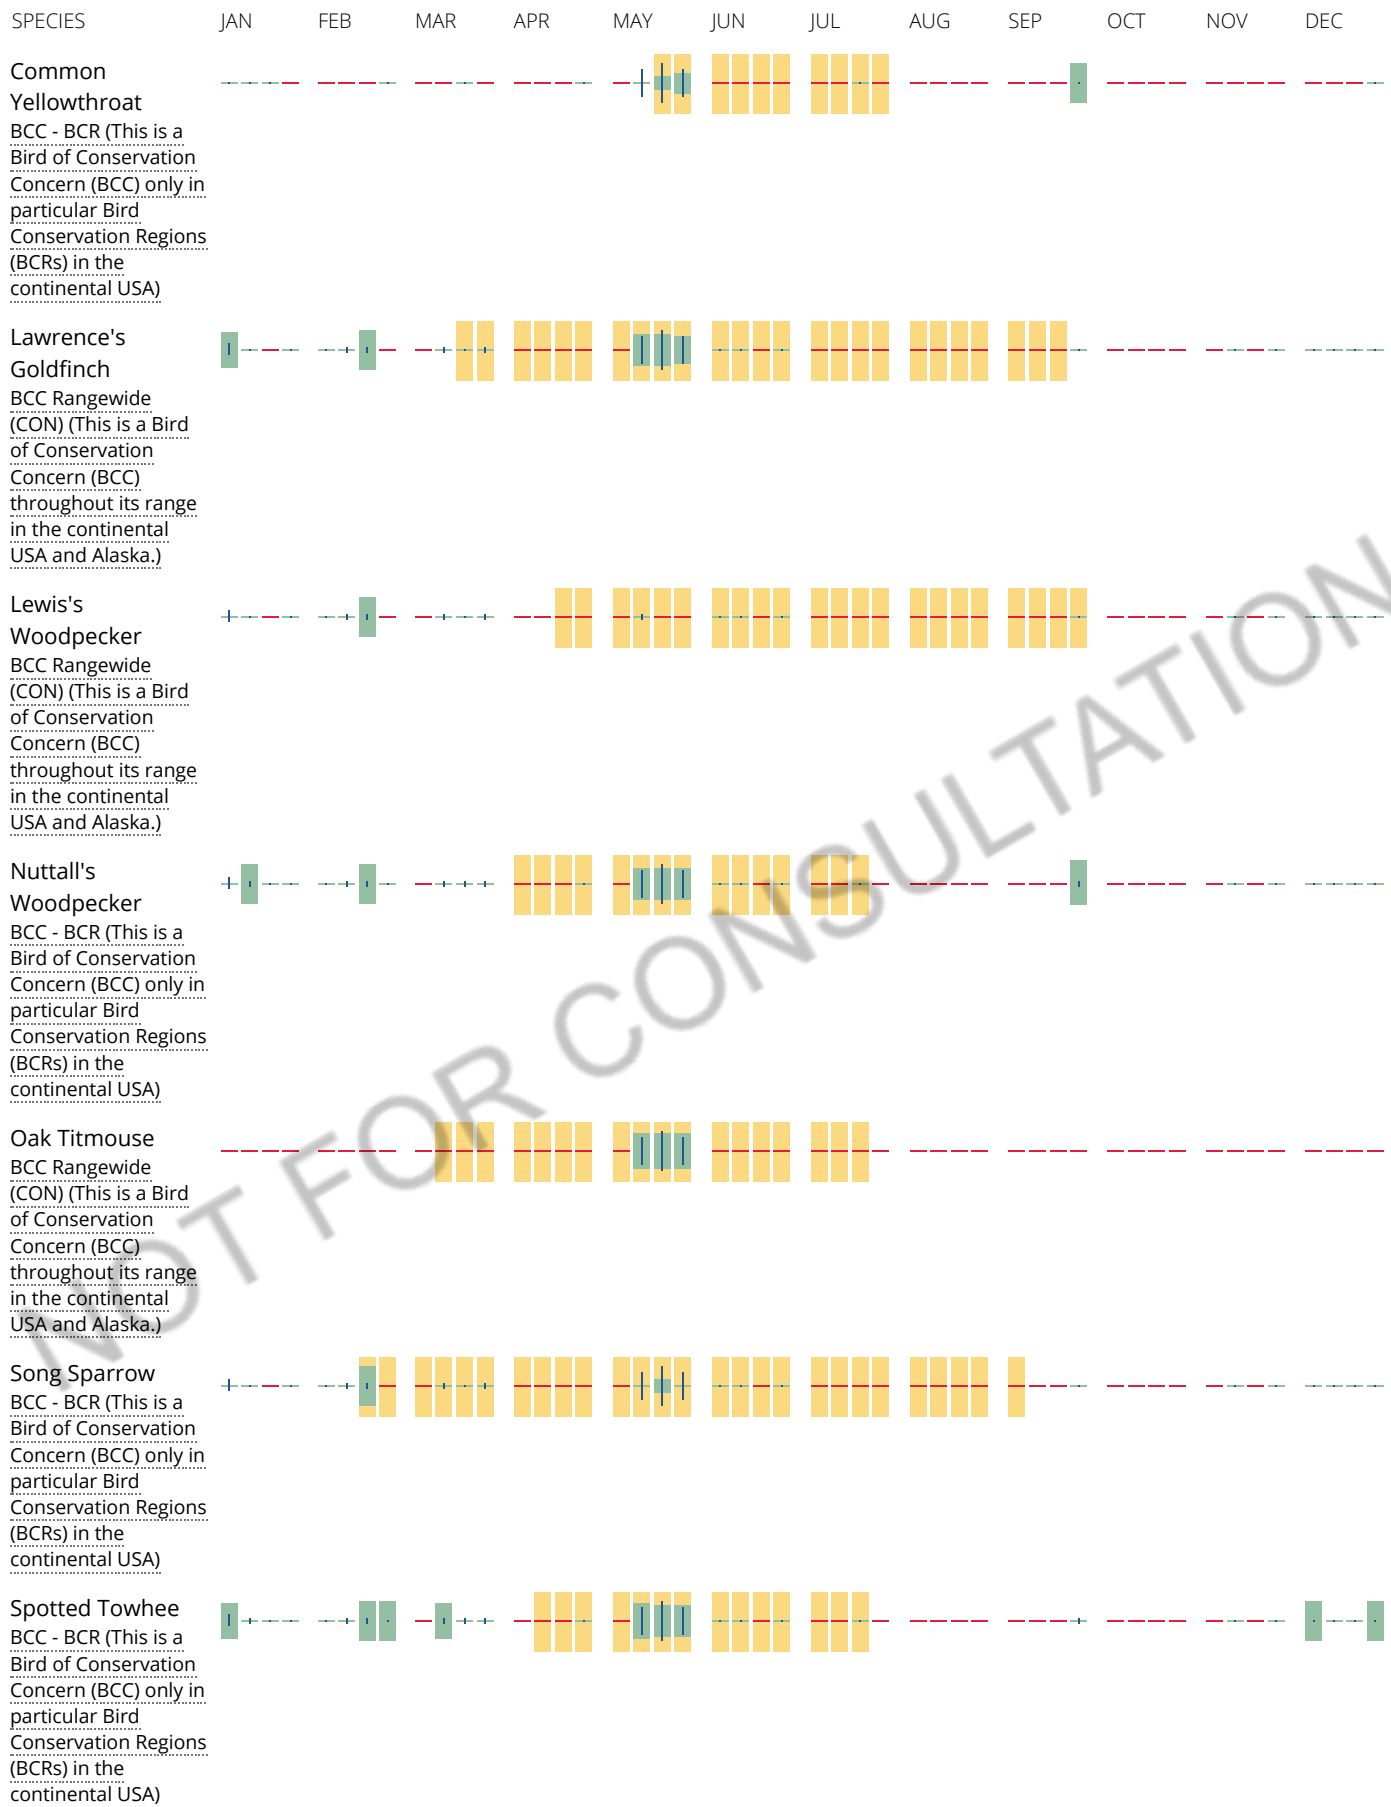 SPECIES JAN FEB MAR APR MAY JUN JUL AUG SEP OCT NOV DEC
Common
Yellowthroat
BCC - BCR (This is a
Bird of Conservation
Concern (BCC) only in
particular Bird
Conservation Regions
(BCRs) in the
continental USA)
Lawrence's
Goldfinch
BCC Rangewide
(CON) (This is a Bird
of Conservation
Concern (BCC)
throughout its range
in the continental
USA and Alaska.)
Lewis's
Woodpecker
BCC Rangewide
(CON) (This is a Bird
of Conservation
Concern (BCC)
throughout its range
in the continental
USA and Alaska.)
Nuttall's
Woodpecker
BCC - BCR (This is a
Bird of Conservation
Concern (BCC) only in
particular Bird
Conservation Regions
(BCRs) in the
continental USA)
Oak Titmouse
BCC Rangewide
(CON) (This is a Bird
of Conservation
Concern (BCC)
throughout its range
in the continental
USA and Alaska.)
Song Sparrow
BCC - BCR (This is a
Bird of Conservation
Concern (BCC) only in
particular Bird
Conservation Regions
(BCRs) in the
continental USA)
Spotted Towhee
BCC - BCR (This is a
Bird of Conservation
Concern (BCC) only in
particular Bird
Conservation Regions
(BCRs) in the
continental USA)
NOT FOR CONSULTATION